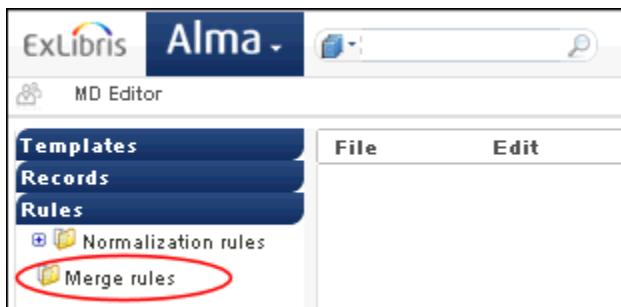 ExLibris Alma
MD Editor
Templates
Records
Rules
Normalization rules
Merge rules
File Edit